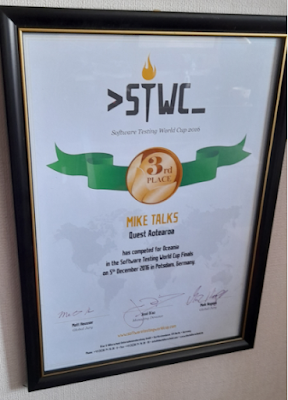 >STWC_
Software Testing World Cup 2016
3rd
PLACE
MIKE TALKS
Quest Aotearoa
has competed for Oceania
in the Software Testing World Cup Finals
on 5th December 2016 in Potsdam, Germany